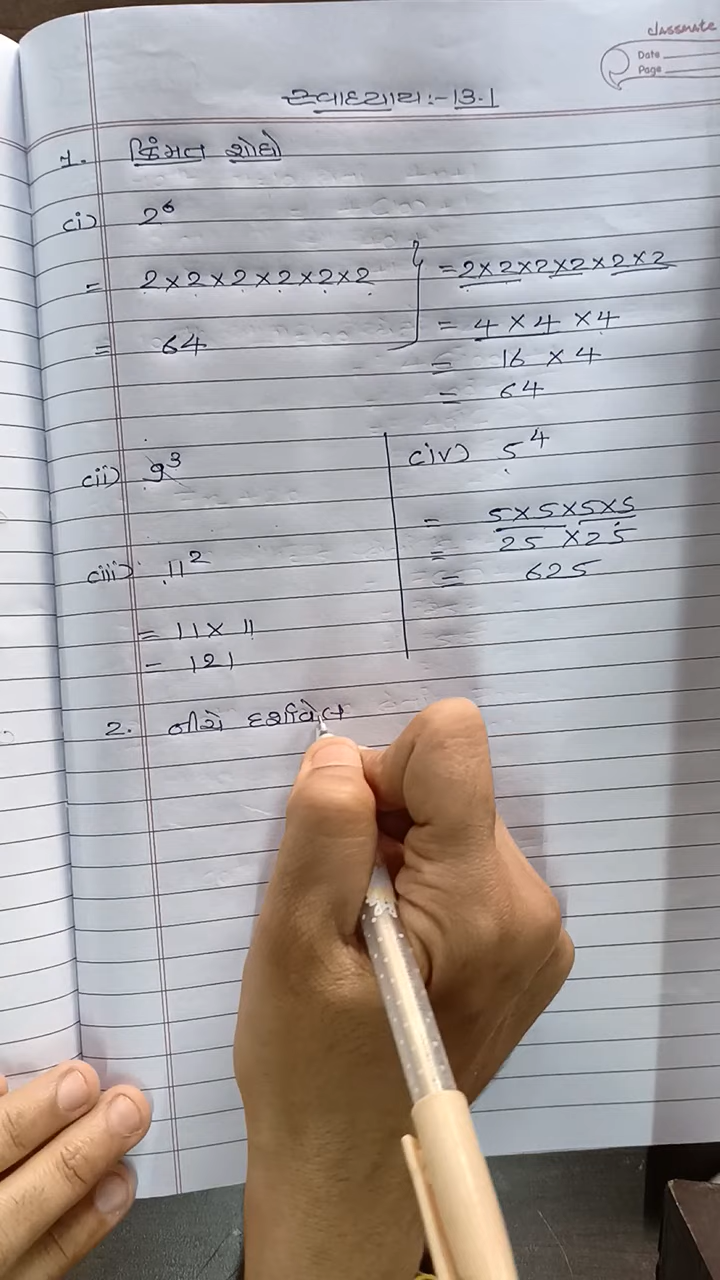 classmate
Date
Page
સ્વાધ્યાય:- 13.1
1. કિંમત શોધો
(i) 2⁶
= 2×2×2×2×2×2
= 64
= 2×2×2×2×2×2
= 4 × 4 × 4
= 16 × 4
= 64
(ii) 9³
(iii) 11²
= 11 × 11
= 121
(iv) 5⁴
= 5×5×5×5
= 25 × 25
= 625
2. નીચે દર્શાવેલ